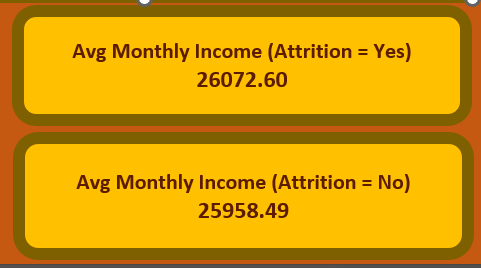 Avg Monthly Income (Attrition = Yes)
26072.60
Avg Monthly Income (Attrition = No)
25958.49